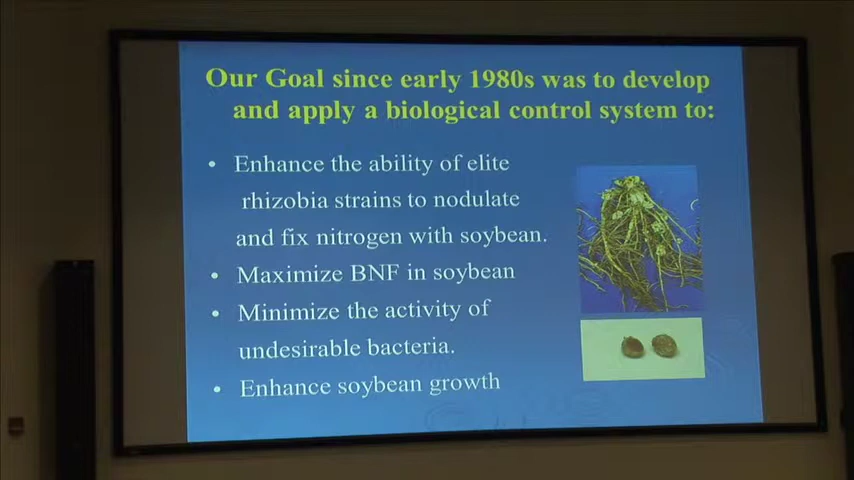 Our Goal since early 1980s was to develop
and apply a biological control system to:
• Enhance the ability of elite
rhizobia strains to nodulate
and fix nitrogen with soybean.
• Maximize BNF in soybean
• Minimize the activity of
undesirable bacteria.
• Enhance soybean growth